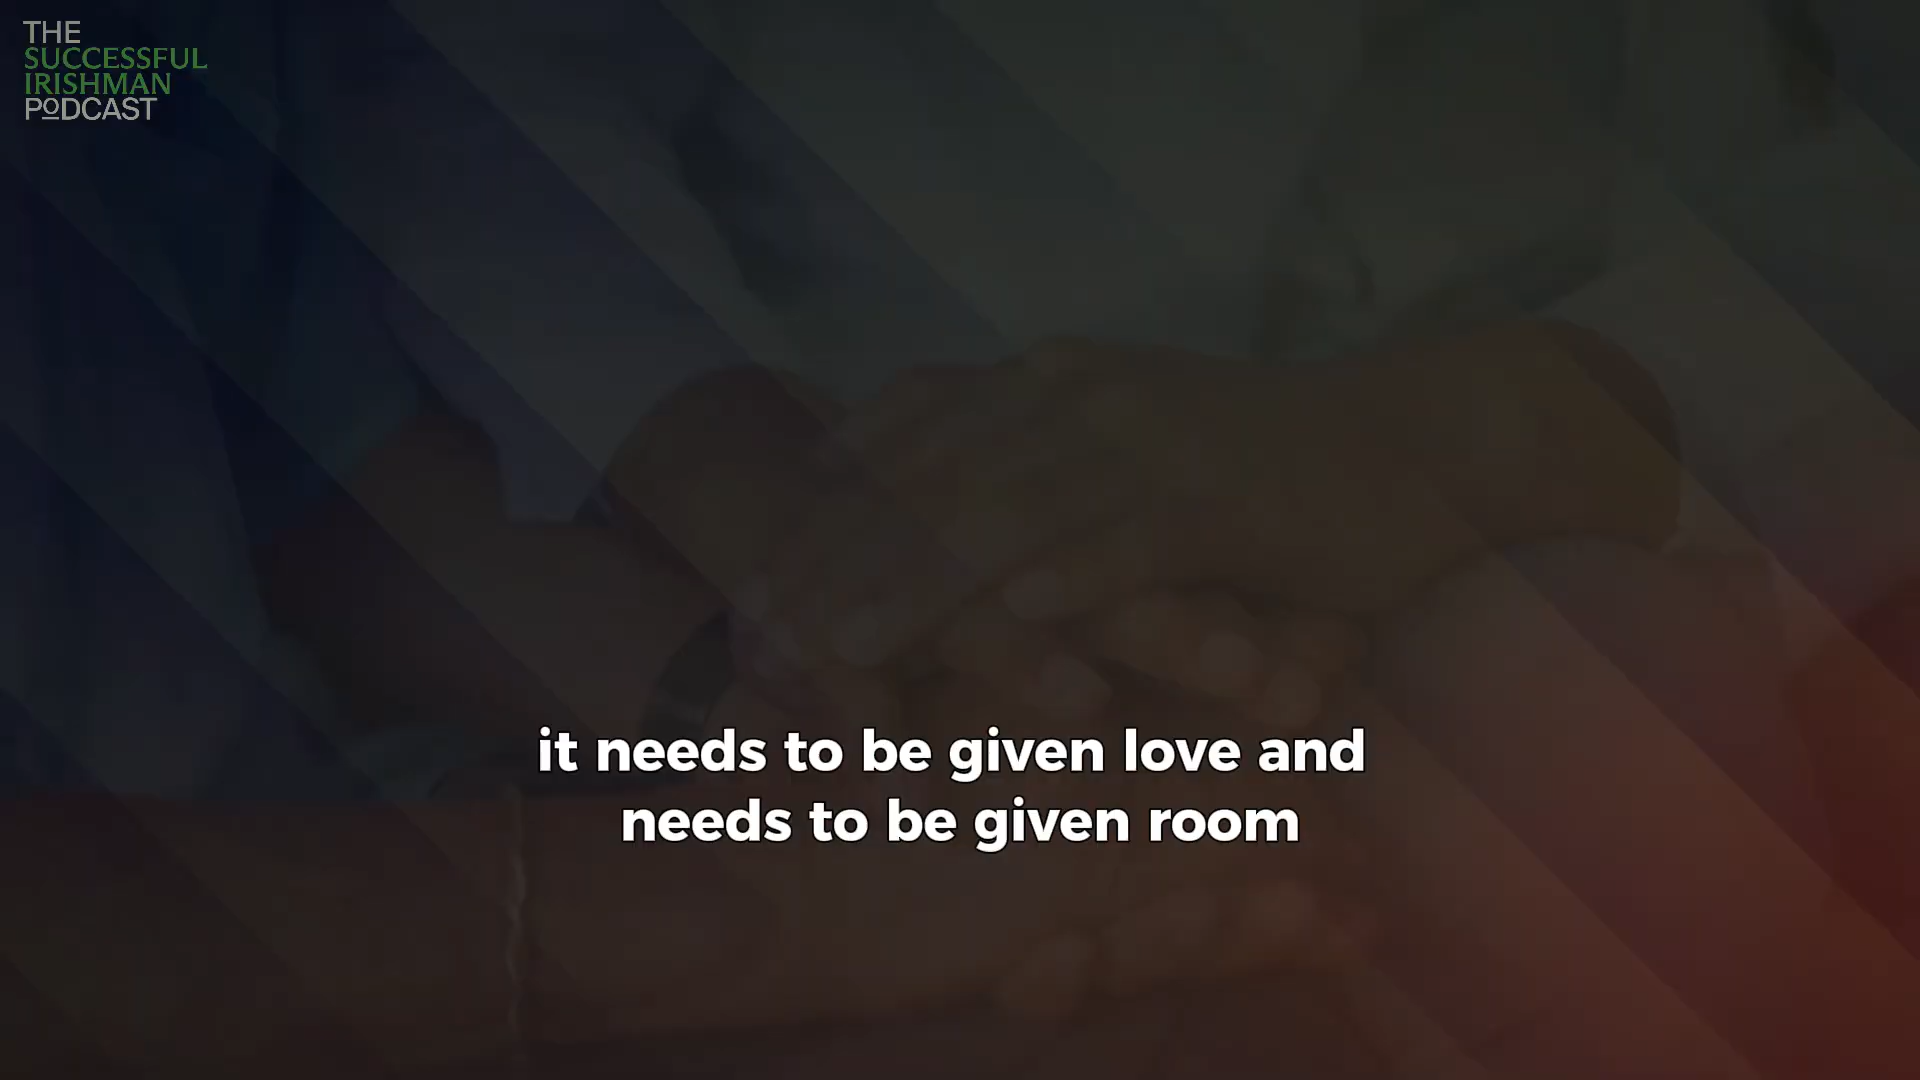 THE
SUCCESSFUL
IRISHMAN
PODCAST
it needs to be given love and
needs to be given room